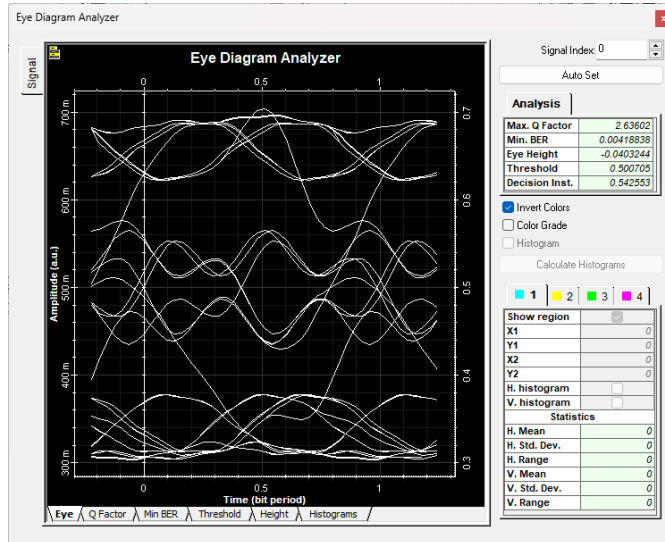 Eye Diagram Analyzer
Signal
Eye Diagram Analyzer
0 0.5 1
700 m
600 m
500 m
400 m
300 m
Amplitude (a.u.)
0.7
0.6
0.5
0.4
0.3
0 0.5 1
Time (bit period)
Eye Q Factor Min BER Threshold Height Histograms
Signal Index: 0
Auto Set
Analysis
Max. Q Factor 2.63602
Min. BER 0.00418838
Eye Height -0.0403244
Threshold 0.500705
Decision Inst. 0.542553
Invert Colors
Color Grade
Histogram
Calculate Histograms
1 2 3 4
Show region
X1 0
Y1 0
X2 0
Y2 0
H. histogram
V. histogram
Statistics
H. Mean 0
H. Std. Dev. 0
H. Range 0
V. Mean 0
V. Std. Dev. 0
V. Range 0